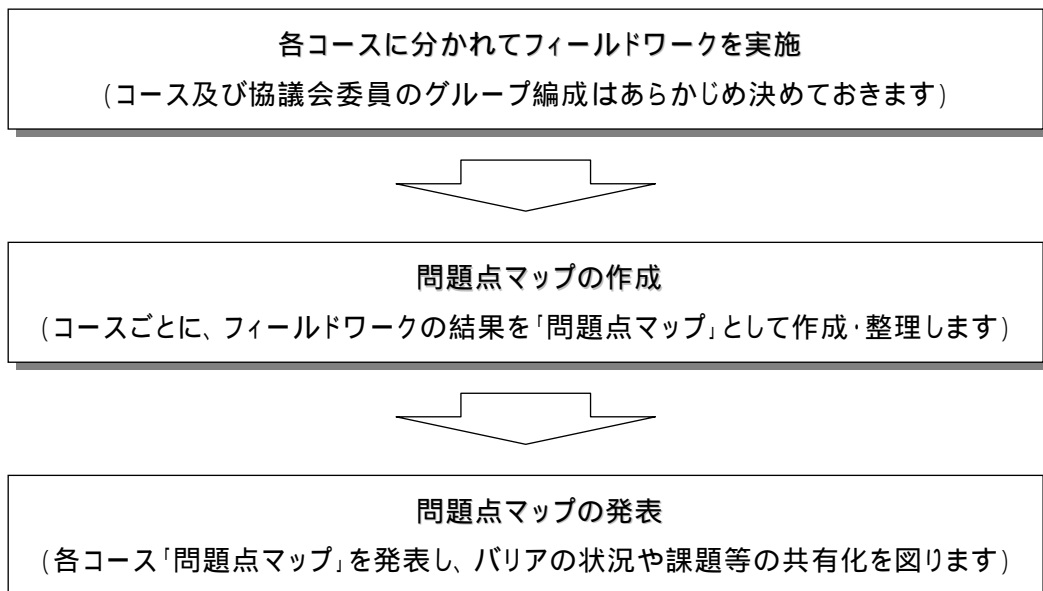 各コースに分かれてフィールドワークを実施
(コース及び協議会委員のグループ編成はあらかじめ決めておきます)
問題点マップの作成
(コースごとに、フィールドワークの結果を「問題点マップ」として作成・整理します)
問題点マップの発表
(各コース「問題点マップ」を発表し、バリアの状況や課題等の共有化を図ります)